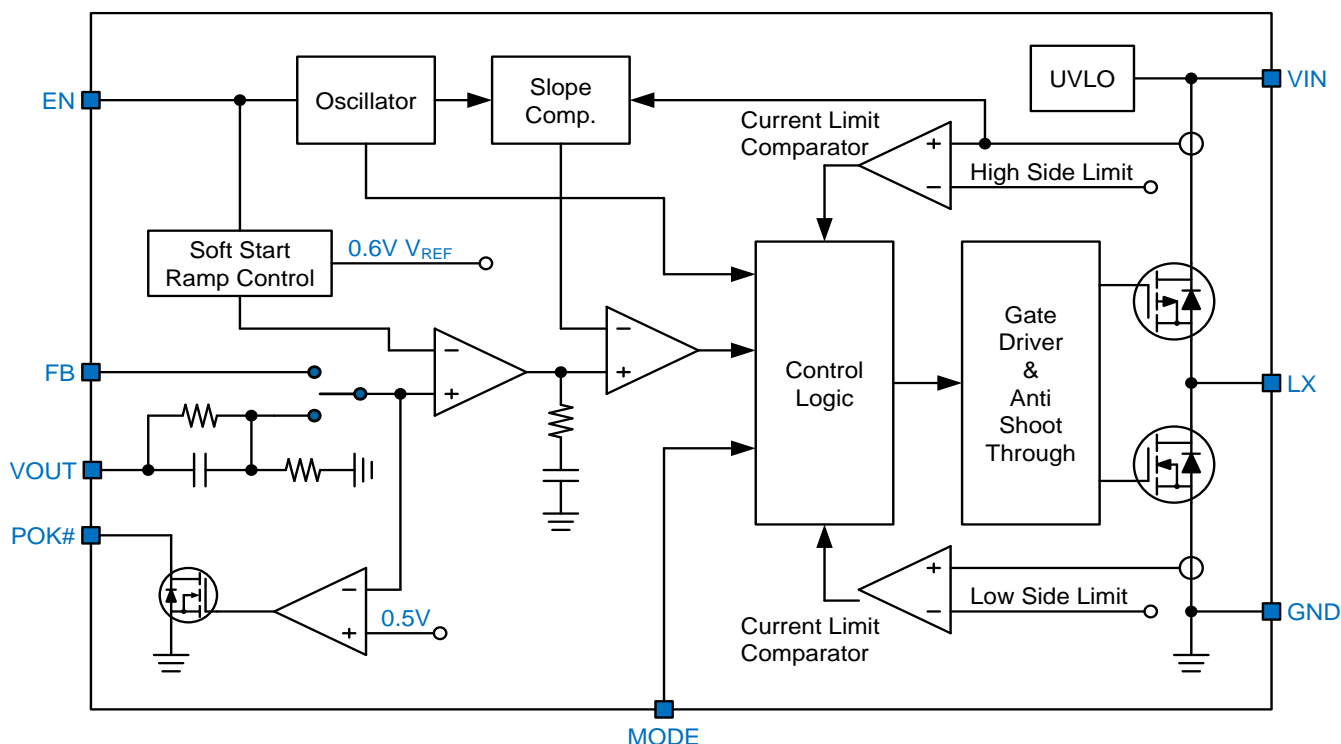 EN
Oscillator
Slope
Comp.
UVLO
VIN
Current Limit
Comparator
+
−
High Side Limit
Soft Start
Ramp Control
0.6V VREF
−
+
−
+
Control
Logic
Gate
Driver
&
Anti
Shoot
Through
FB
LX
VOUT
POK#
−
+
0.5V
+
−
Low Side Limit
Current Limit
Comparator
GND
MODE